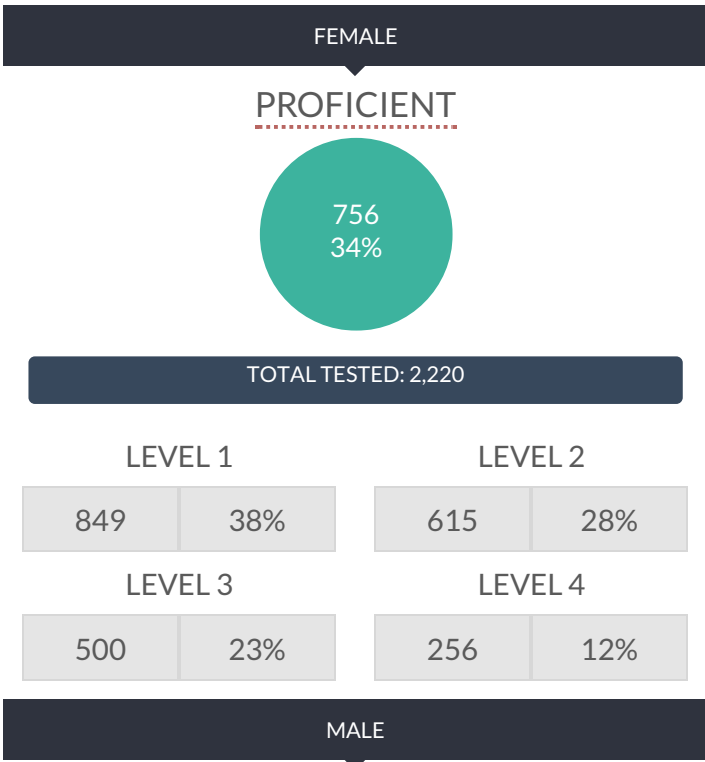 FEMALE
PROFICIENT
756
34%
TOTAL TESTED: 2,220
LEVEL 1
849 38%
LEVEL 2
615 28%
LEVEL 3
500 23%
LEVEL 4
256 12%
MALE